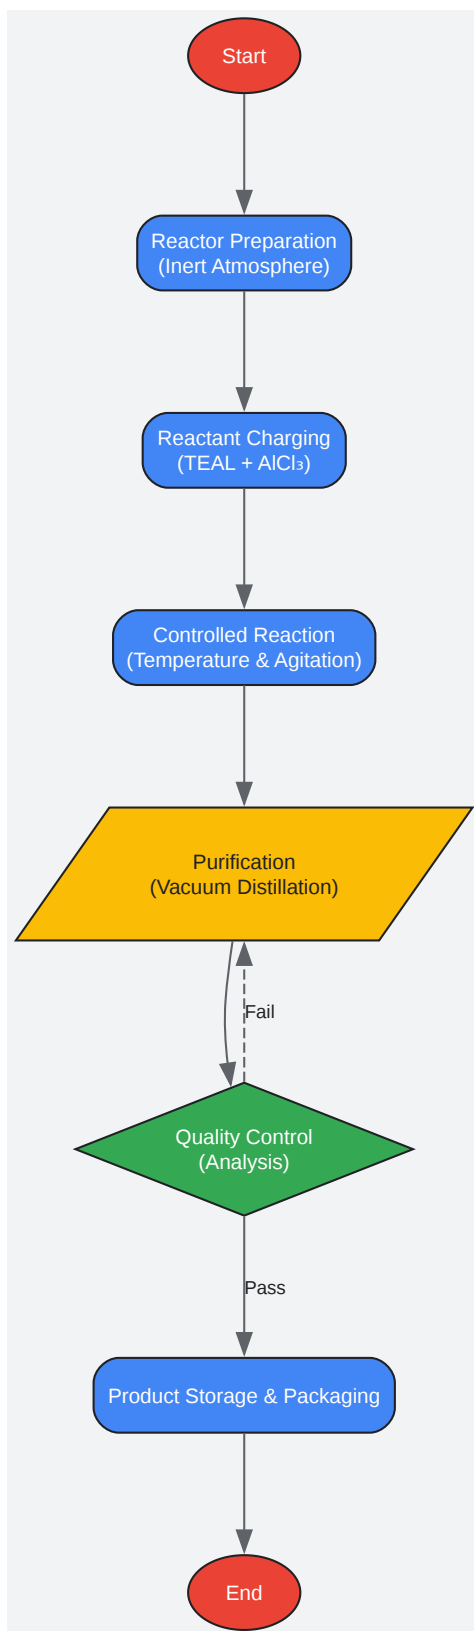 Start
Reactor Preparation
(Inert Atmosphere)
Reactant Charging
(TEAL + AlCl₃)
Controlled Reaction
(Temperature & Agitation)
Purification
(Vacuum Distillation)
Fail
Quality Control
(Analysis)
Pass
Product Storage & Packaging
End